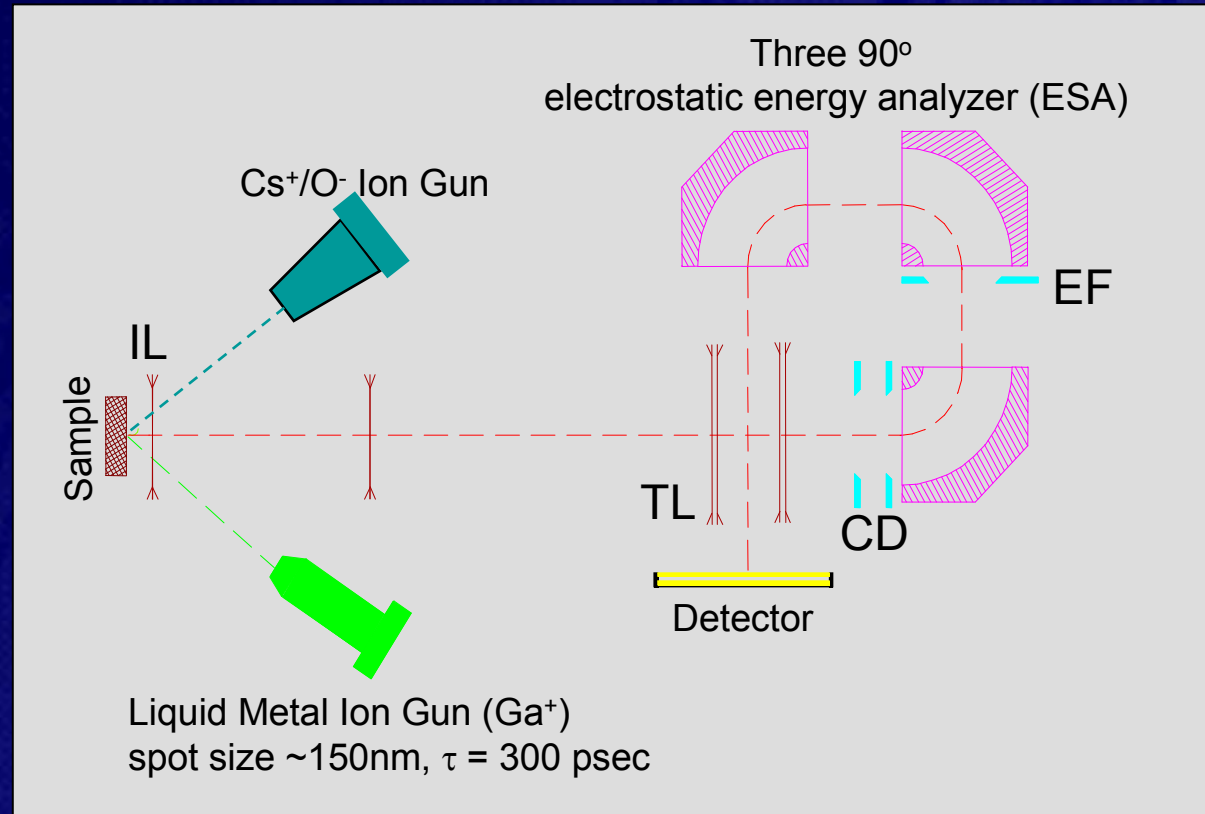 Three 90º
electrostatic energy analyzer (ESA)
Cs⁺/O⁻ Ion Gun
EF
IL
Sample
TL
CD
Detector
Liquid Metal Ion Gun (Ga⁺)
spot size ~150nm, τ = 300 psec